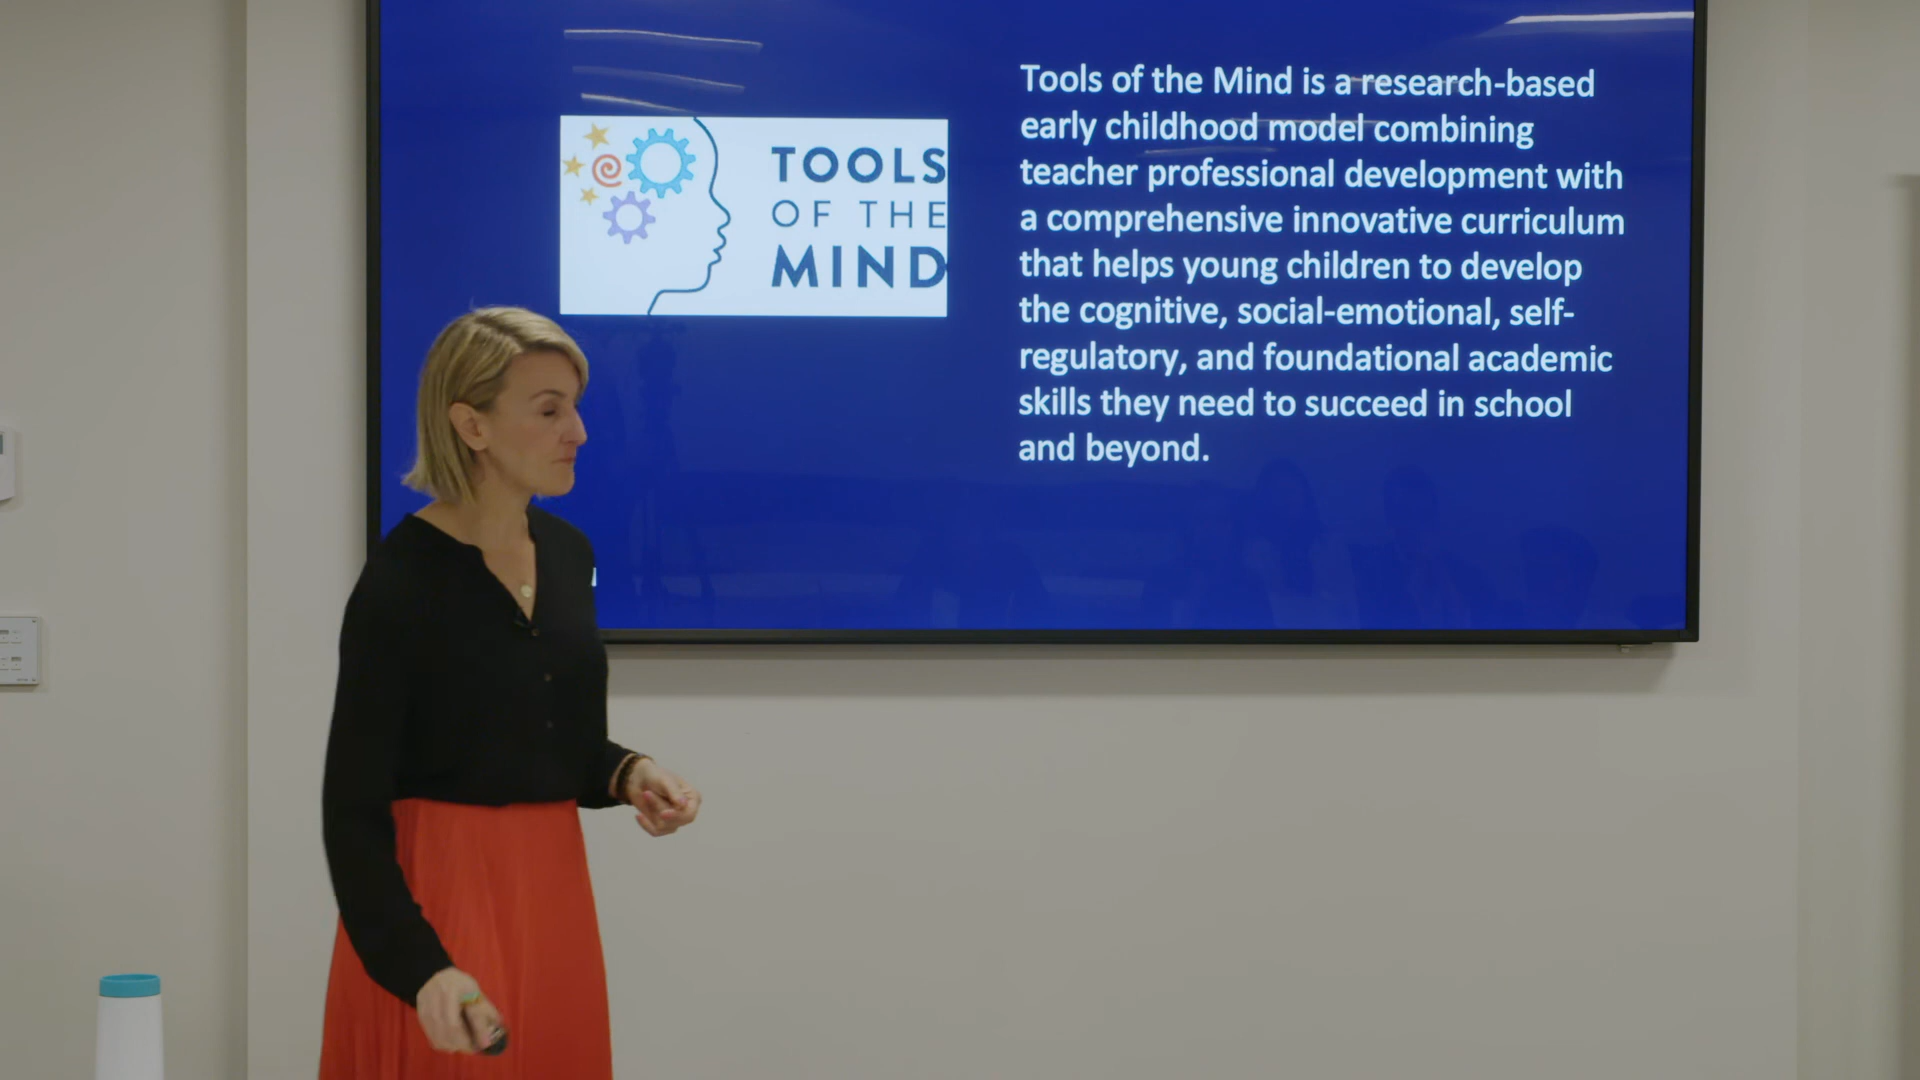 TOOLS
OF THE
MIND
Tools of the Mind is a research-based
early childhood model combining
teacher professional development with
a comprehensive innovative curriculum
that helps young children to develop
the cognitive, social-emotional, self-
regulatory, and foundational academic
skills they need to succeed in school
and beyond.